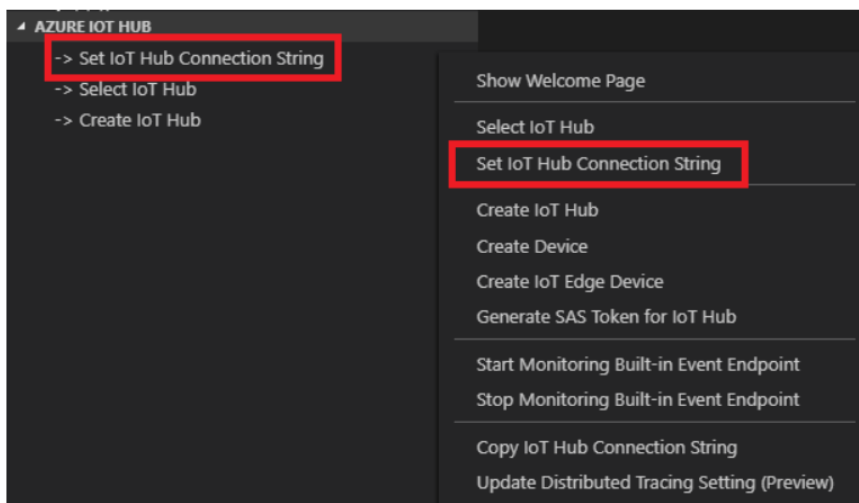 AZURE IOT HUB
-> Set IoT Hub Connection String
-> Select IoT Hub
-> Create IoT Hub
Show Welcome Page
Select IoT Hub
Set IoT Hub Connection String
Create IoT Hub
Create Device
Create IoT Edge Device
Generate SAS Token for IoT Hub
Start Monitoring Built-in Event Endpoint
Stop Monitoring Built-in Event Endpoint
Copy IoT Hub Connection String
Update Distributed Tracing Setting (Preview)